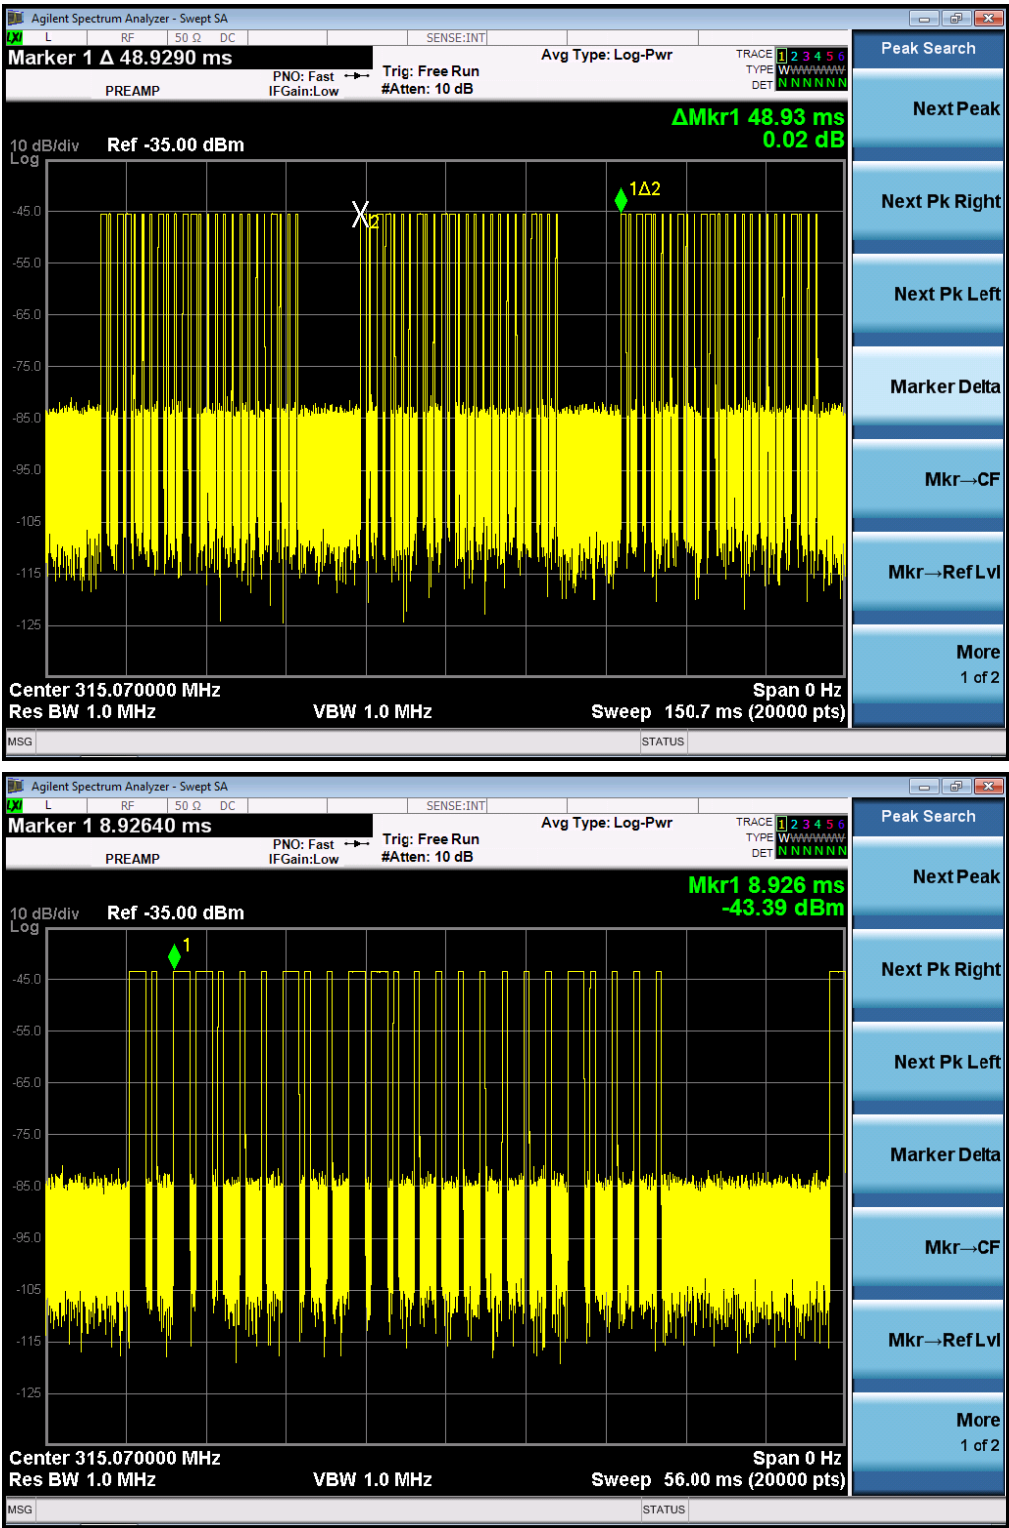 Agilent Spectrum Analyzer - Swept SA
LXI L RF 50 Ω DC SENSE:INT
Marker 1 Δ 48.9290 ms
PREAMP
PNO: Fast
IFGain:Low
Trig: Free Run
#Atten: 10 dB
Avg Type: Log-Pwr
TRACE 1 2 3 4 5 6
TYPE WWWWWW
DET N N N N N N
ΔMkr1 48.93 ms
0.02 dB
10 dB/div Ref -35.00 dBm
Log
1Δ2
X2
-45.0
-55.0
-65.0
-75.0
-85.0
-95.0
-105
-115
-125
Center 315.070000 MHz Span 0 Hz
Res BW 1.0 MHz VBW 1.0 MHz Sweep 150.7 ms (20000 pts)
MSG STATUS
Peak Search
Next Peak
Next Pk Right
Next Pk Left
Marker Delta
Mkr→CF
Mkr→Ref Lvl
More
1 of 2
Agilent Spectrum Analyzer - Swept SA
LXI L RF 50 Ω DC SENSE:INT
Marker 1 8.92640 ms
PREAMP
PNO: Fast
IFGain:Low
Trig: Free Run
#Atten: 10 dB
Avg Type: Log-Pwr
TRACE 1 2 3 4 5 6
TYPE WWWWWW
DET N N N N N N
Mkr1 8.926 ms
-43.39 dBm
10 dB/div Ref -35.00 dBm
Log
1
-45.0
-55.0
-65.0
-75.0
-85.0
-95.0
-105
-115
-125
Center 315.070000 MHz Span 0 Hz
Res BW 1.0 MHz VBW 1.0 MHz Sweep 56.00 ms (20000 pts)
MSG STATUS
Peak Search
Next Peak
Next Pk Right
Next Pk Left
Marker Delta
Mkr→CF
Mkr→Ref Lvl
More
1 of 2